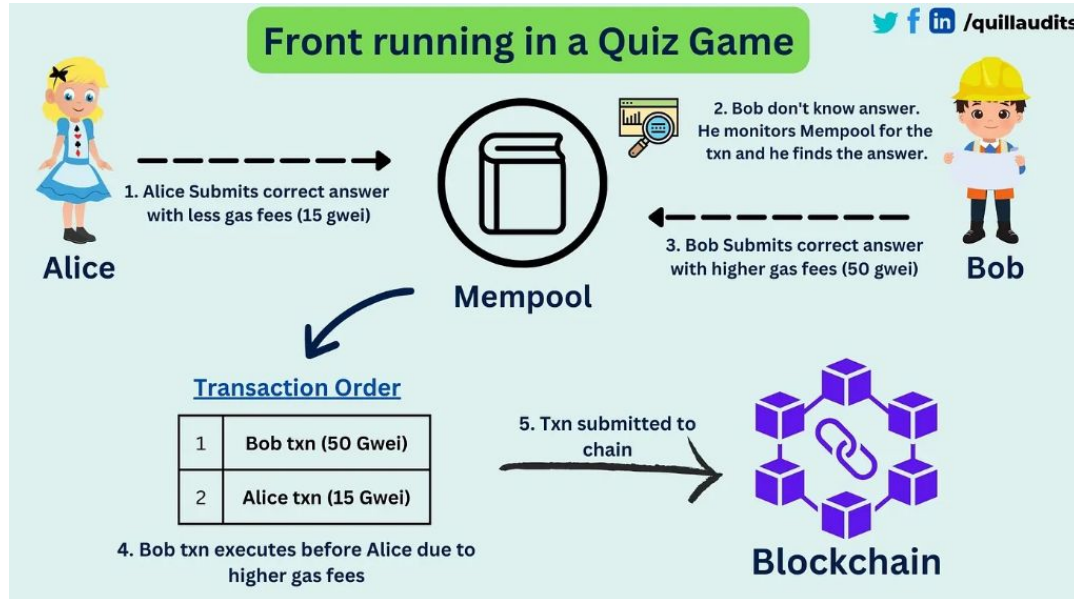 Front running in a Quiz Game
/quillaudits
Alice
1. Alice Submits correct answer
with less gas fees (15 gwei)
Mempool
2. Bob don't know answer.
He monitors Mempool for the
txn and he finds the answer.
3. Bob Submits correct answer
with higher gas fees (50 gwei)
Bob
Transaction Order
1 Bob txn (50 Gwei)
2 Alice txn (15 Gwei)
4. Bob txn executes before Alice due to
higher gas fees
5. Txn submitted to
chain
Blockchain